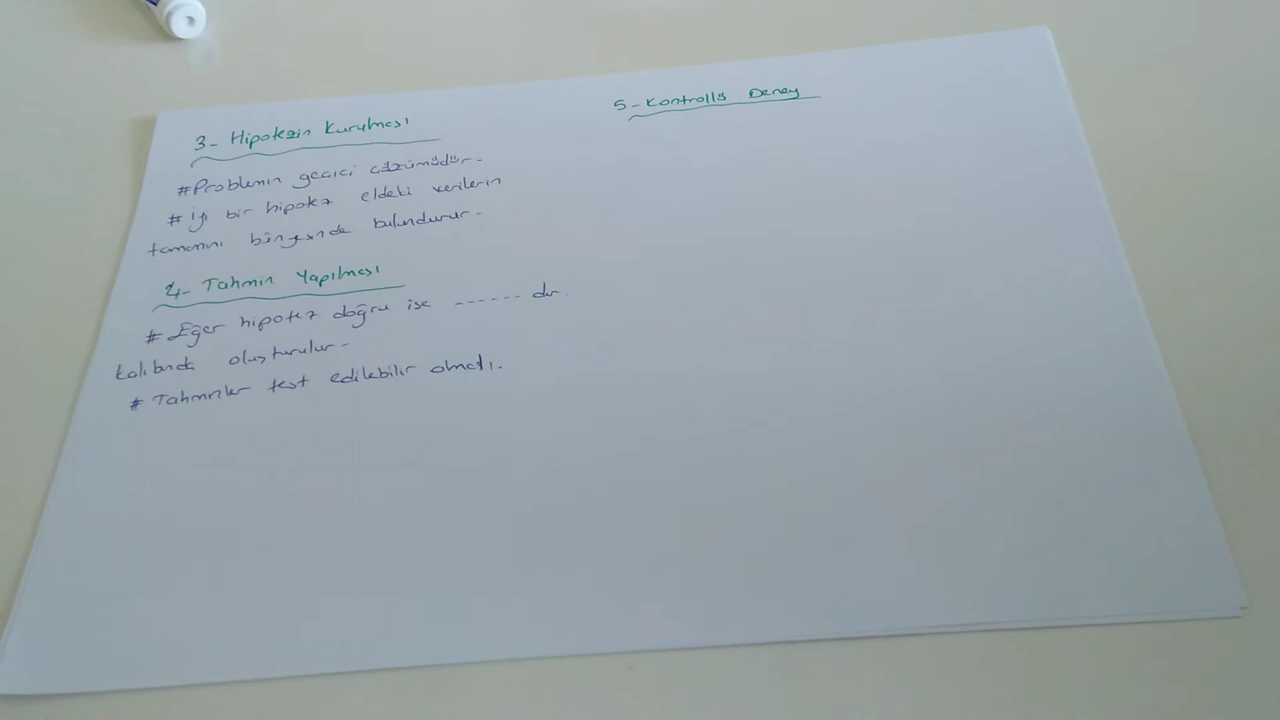 3- Hipotezin Kurulması
#Problemin geçici çözümüdür.
# İyi bir hipotez eldeki verilerin
tamamını bünyesinde bulundurur.
4- Tahmin Yapılması
# Eğer hipotez doğru ise ------ dır
kalıbında oluşturulur.
# Tahminler test edilebilir olmalı.
5- Kontrollü Deney